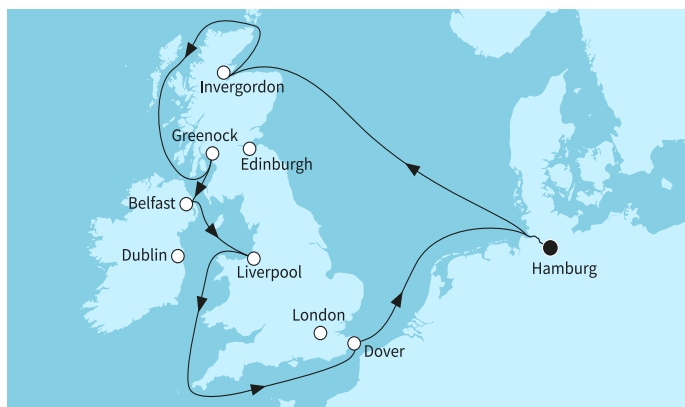 Invergordon
Greenock
Edinburgh
Belfast
Dublin
Liverpool
Hamburg
London
Dover